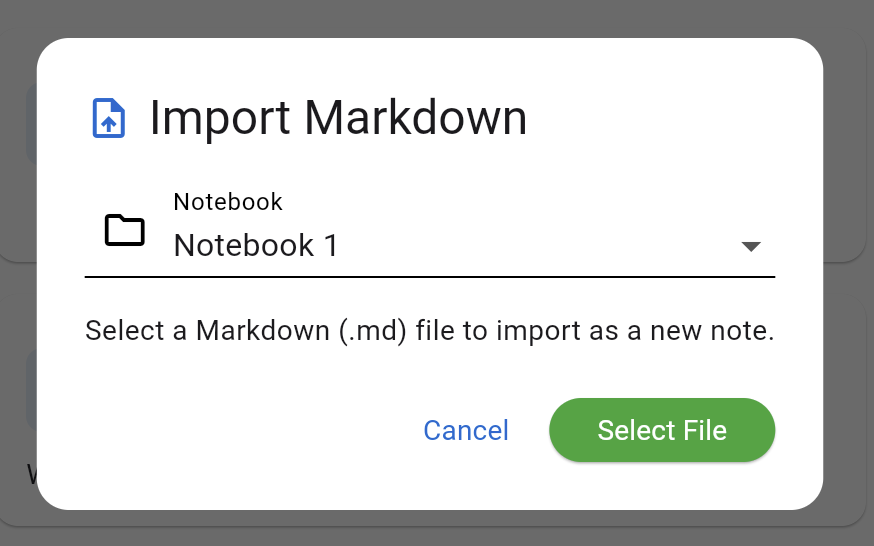 Import Markdown
Notebook
Notebook 1
Select a Markdown (.md) file to import as a new note.
Cancel
Select File